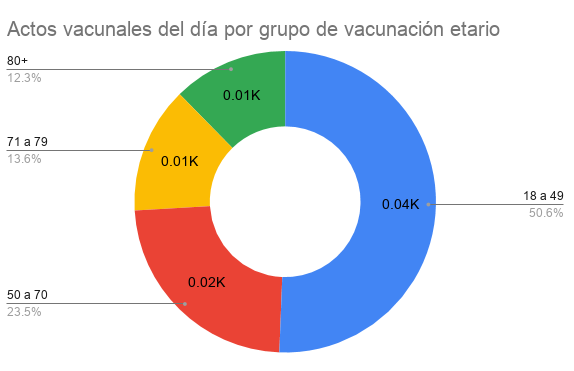 Actos vacunales del día por grupo de vacunación etario
80+
12.3%
0.01K
71 a 79
13.6%
0.01K
18 a 49
50.6%
0.04K
50 a 70
23.5%
0.02K